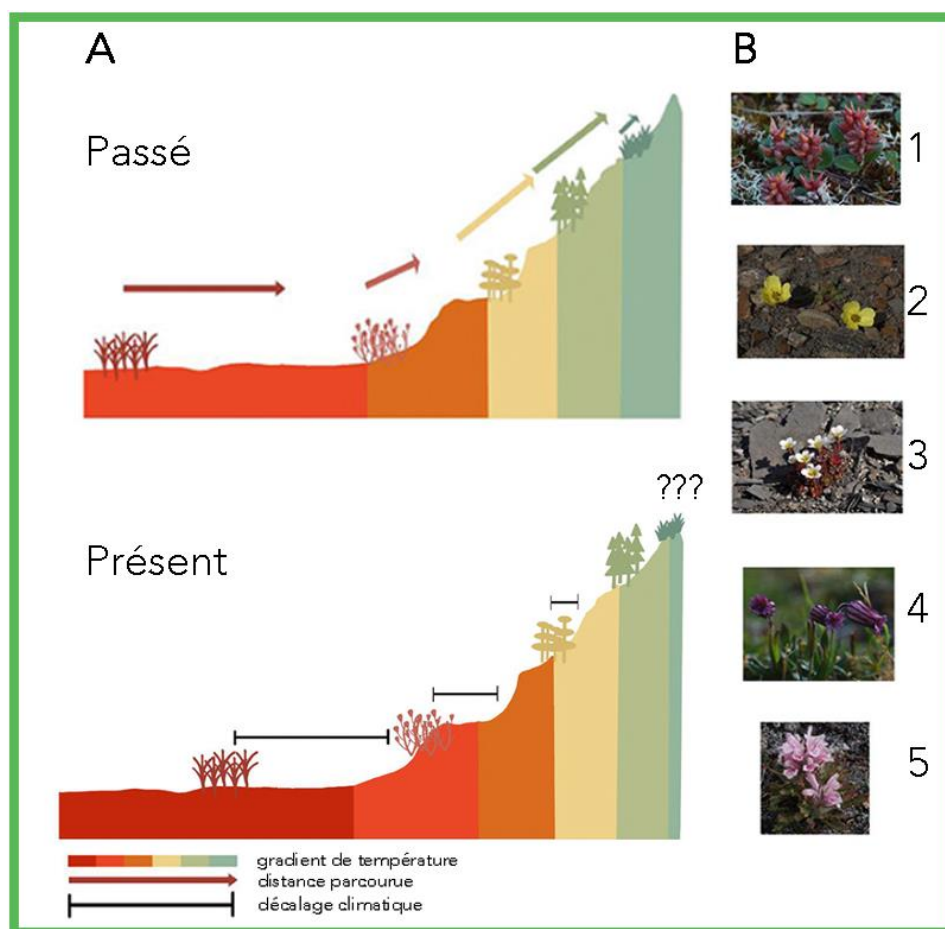 A
Passé
???
Présent
gradient de température
distance parcourue
décalage climatique
B
1
2
3
4
5